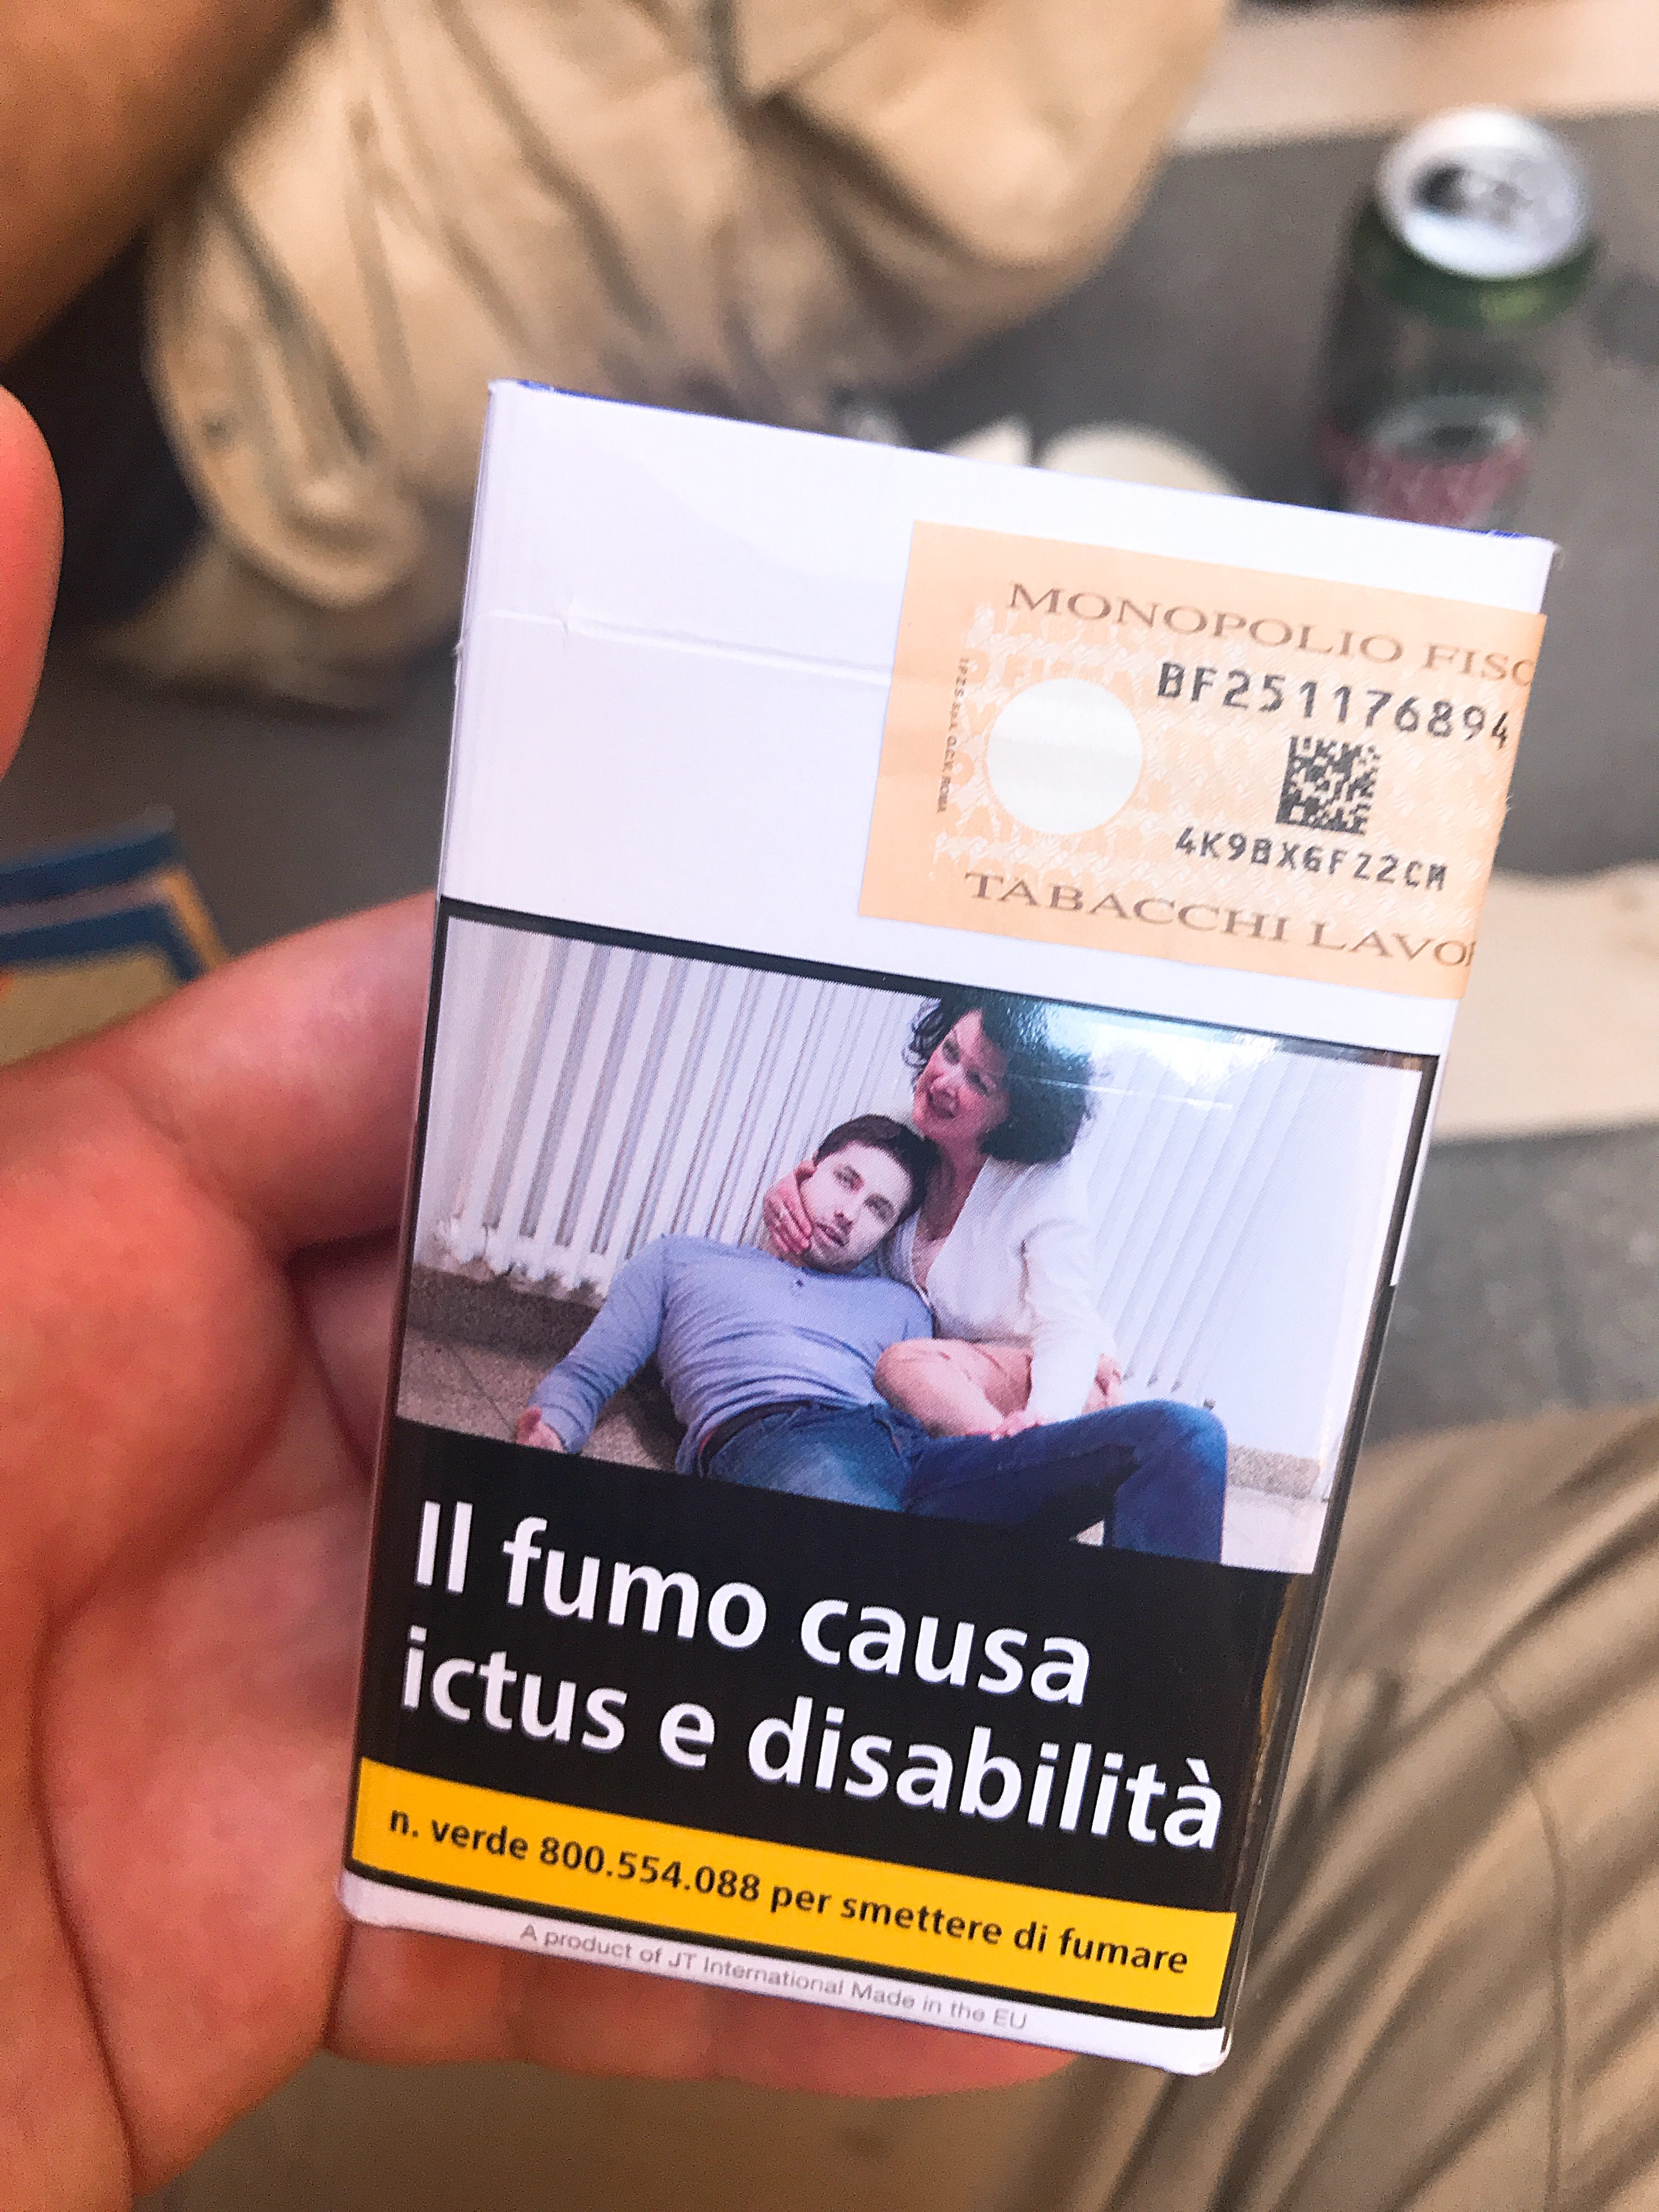 MONOPOLIO FISC
BF251176894
4K9BX6FZ2CM
TABACCHI LAVO
Il fumo causa
ictus e disabilità
n. verde 800.554.088 per smettere di fumare
A product of JT International Made in the EU